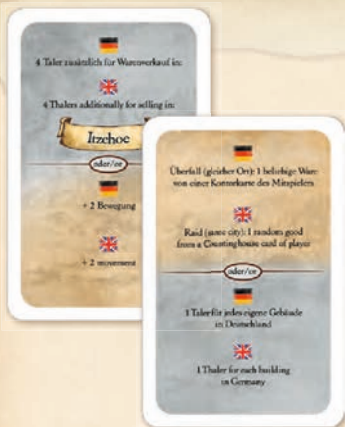 4 Taler zusätzlich für Warenverkauf in:
4 Thalers additionally for selling in:
Itzehoe
oder/or
+ 2 Bewegung
+ 2 movement
Überfall (gleicher Ort): 1 beliebige Ware
von einer Kontorkarte des Mitspielers
Raid (same city): 1 random good
from a Counting house card of player
oder/or
1 Taler für jedes eigene Gebäude
in Deutschland
1 Thaler for each building
in Germany